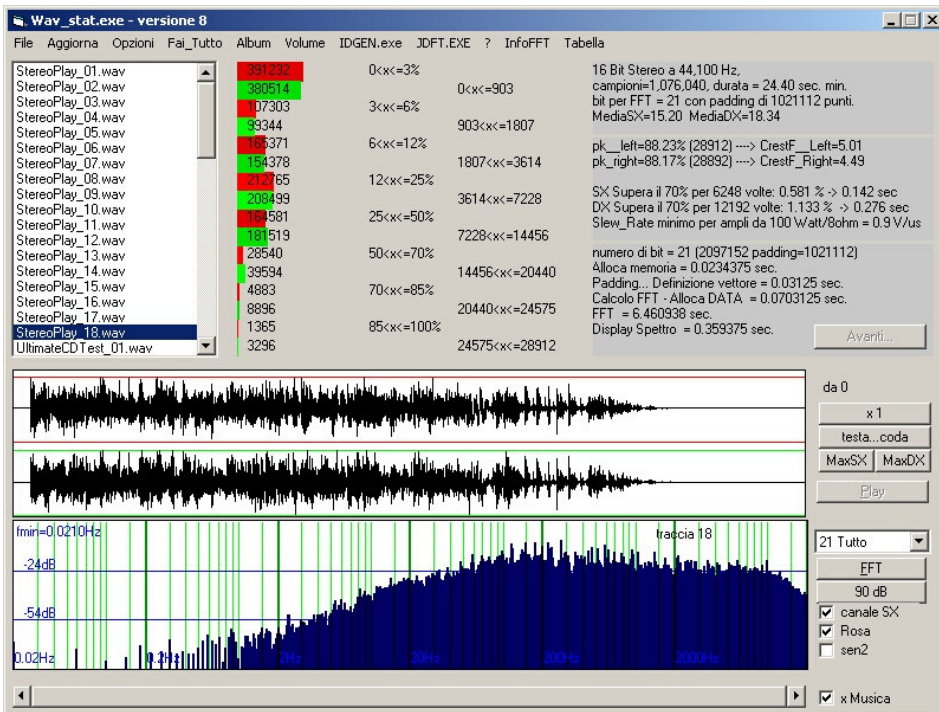 Wav_stat.exe - versione 8
File Aggiorna Opzioni Fai_Tutto Album Volume IDGEN.exe JDFT.EXE ? InfoFFT Tabella
StereoPlay_01.wav
StereoPlay_02.wav
StereoPlay_03.wav
StereoPlay_04.wav
StereoPlay_05.wav
StereoPlay_06.wav
StereoPlay_07.wav
StereoPlay_08.wav
StereoPlay_09.wav
StereoPlay_10.wav
StereoPlay_11.wav
StereoPlay_12.wav
StereoPlay_13.wav
StereoPlay_14.wav
StereoPlay_15.wav
StereoPlay_16.wav
StereoPlay_17.wav
StereoPlay_18.wav
UltimateCDTest_01.wav
391232 0<x<=3%
380514 0<x<=903
107303 3<x<=6%
99344 903<x<=1807
165371 6<x<=12%
154378 1807<x<=3614
212765 12<x<=25%
208499 3614<x<=7228
164581 25<x<=50%
181519 7228<x<=14456
28540 50<x<=70%
39594 14456<x<=20440
4883 70<x<=85%
8896 20440<x<=24575
1365 85<x<=100%
3296 24575<x<=28912
16 Bit Stereo a 44,100 Hz,
campioni=1,076,040, durata = 24.40 sec. min.
bit per FFT = 21 con padding di 1021112 punti.
MediaSX=15.20 MediaDX=18.34
pk__left=88.23% (28912) ----> CrestF__Left=5.01
pk_right=88.17% (28892) ----> CrestF_Right=4.49
SX Supera il 70% per 6248 volte: 0.581 % -> 0.142 sec
DX Supera il 70% per 12192 volte: 1.133 % -> 0.276 sec
Slew_Rate minimo per ampli da 100 Watt/8ohm = 0.9 V/us
numero di bit = 21 (2097152 padding=1021112)
Alloca memoria = 0.0234375 sec.
Padding... Definizione vettore = 0.03125 sec.
Calcolo FFT - Alloca DATA = 0.0703125 sec.
FFT = 6.460938 sec.
Display Spettro = 0.359375 sec.
Avanti...
da 0
x 1
testa...coda
MaxSX MaxDX
Play
fmin=0.0210Hz
traccia 18
-24dB
-54dB
0.02Hz 0.2Hz 2Hz 20Hz 200Hz 2000Hz
21 Tutto
FFT
90 dB
canale SX
Rosa
sen2
x Musica